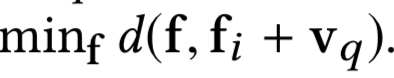 min_f d(f, f_i + v_q).